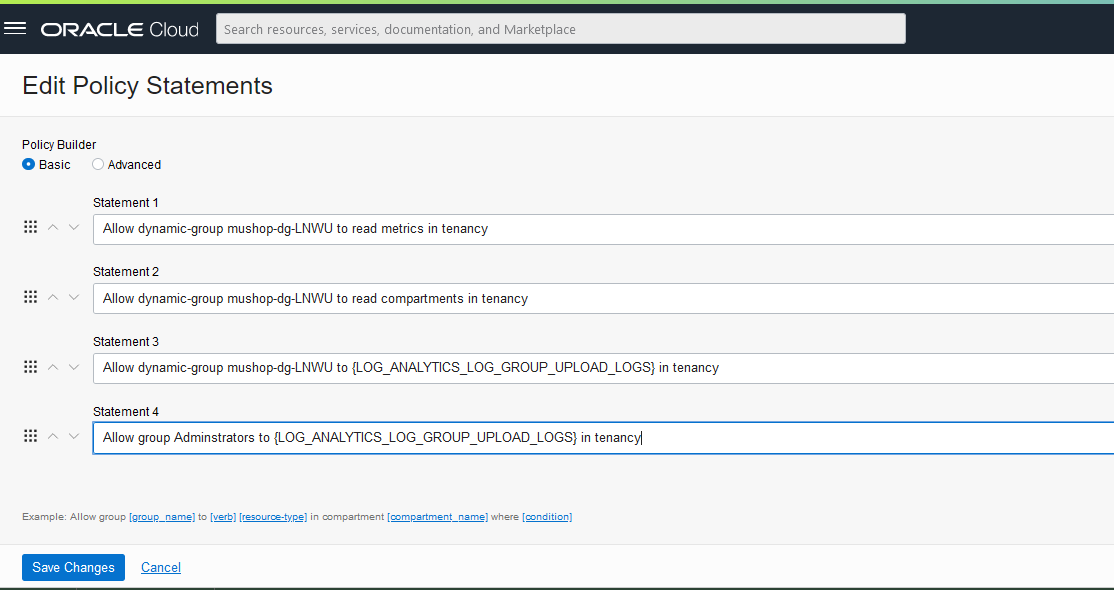 ORACLE Cloud
Search resources, services, documentation, and Marketplace
Edit Policy Statements
Policy Builder
Basic Advanced
Statement 1
Allow dynamic-group mushop-dg-LNWU to read metrics in tenancy
Statement 2
Allow dynamic-group mushop-dg-LNWU to read compartments in tenancy
Statement 3
Allow dynamic-group mushop-dg-LNWU to {LOG_ANALYTICS_LOG_GROUP_UPLOAD_LOGS} in tenancy
Statement 4
Allow group Adminstrators to {LOG_ANALYTICS_LOG_GROUP_UPLOAD_LOGS} in tenancy
Example: Allow group [group_name] to [verb] [resource-type] in compartment [compartment_name] where [condition]
Save Changes Cancel